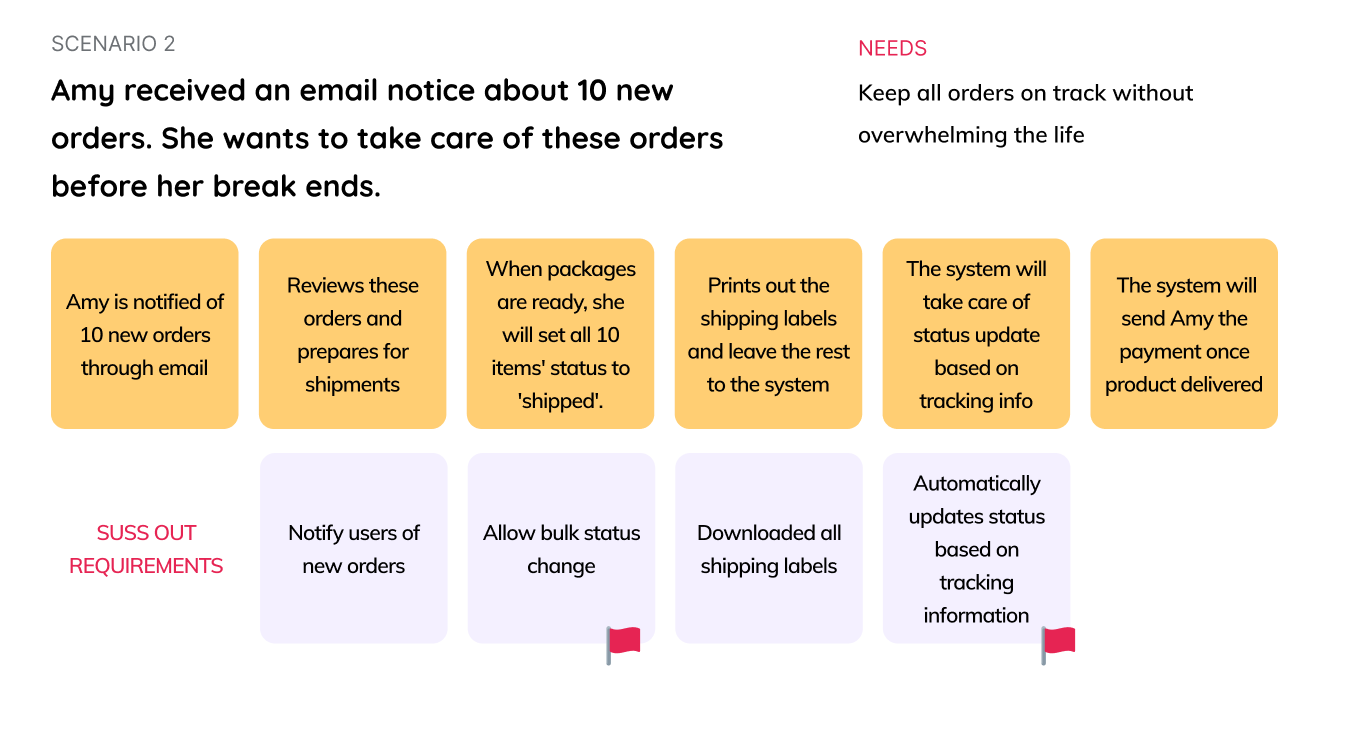 SCENARIO 2
Amy received an email notice about 10 new
orders. She wants to take care of these orders
before her break ends.
NEEDS
Keep all orders on track without
overwhelming the life
Amy is notified of
10 new orders
through email
Reviews these
orders and
prepares for
shipments
When packages
are ready, she
will set all 10
items' status to
'shipped'.
Prints out the
shipping labels
and leave the rest
to the system
The system will
take care of
status update
based on
tracking info
The system will
send Amy the
payment once
product delivered
SUSS OUT
REQUIREMENTS
Notify users of
new orders
Allow bulk status
change
Downloaded all
shipping labels
Automatically
updates status
based on
tracking
information